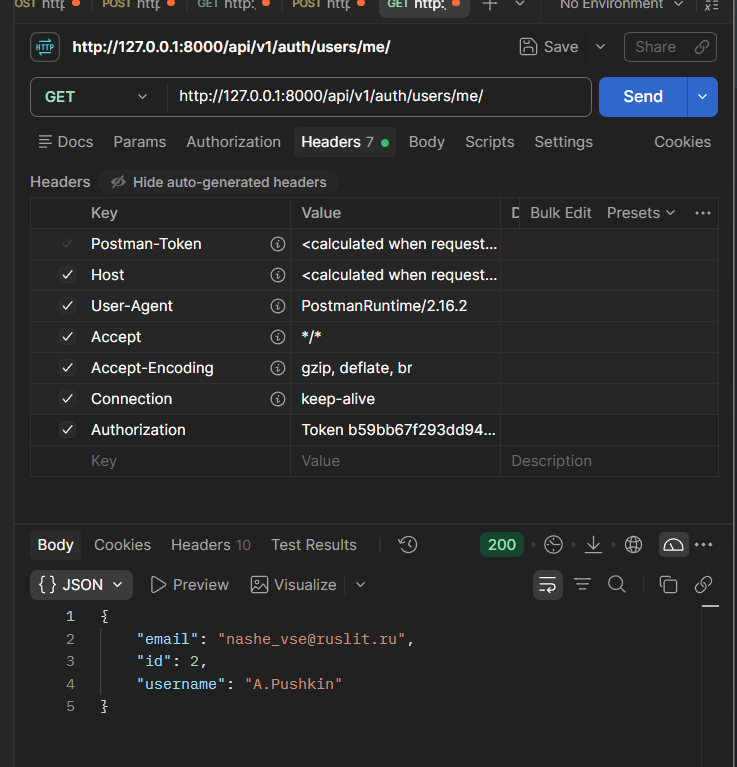 POST POST GET http: POST GET http: No Environment
HTTP http://127.0.0.1:8000/api/v1/auth/users/me/ Save Share
GET http://127.0.0.1:8000/api/v1/auth/users/me/ Send
Docs Params Authorization Headers 7 Body Scripts Settings Cookies
Headers Hide auto-generated headers
Key Value D Bulk Edit Presets
Postman-Token <calculated when request...
Host <calculated when request...
User-Agent PostmanRuntime/2.16.2
Accept */*
Accept-Encoding gzip, deflate, br
Connection keep-alive
Authorization Token b59bb67f293dd94...
Key Value Description
Body Cookies Headers 10 Test Results 200
{} JSON Preview Visualize
1 {
2 "email": "nashe_vse@ruslit.ru",
3 "id": 2,
4 "username": "A.Pushkin"
5 }